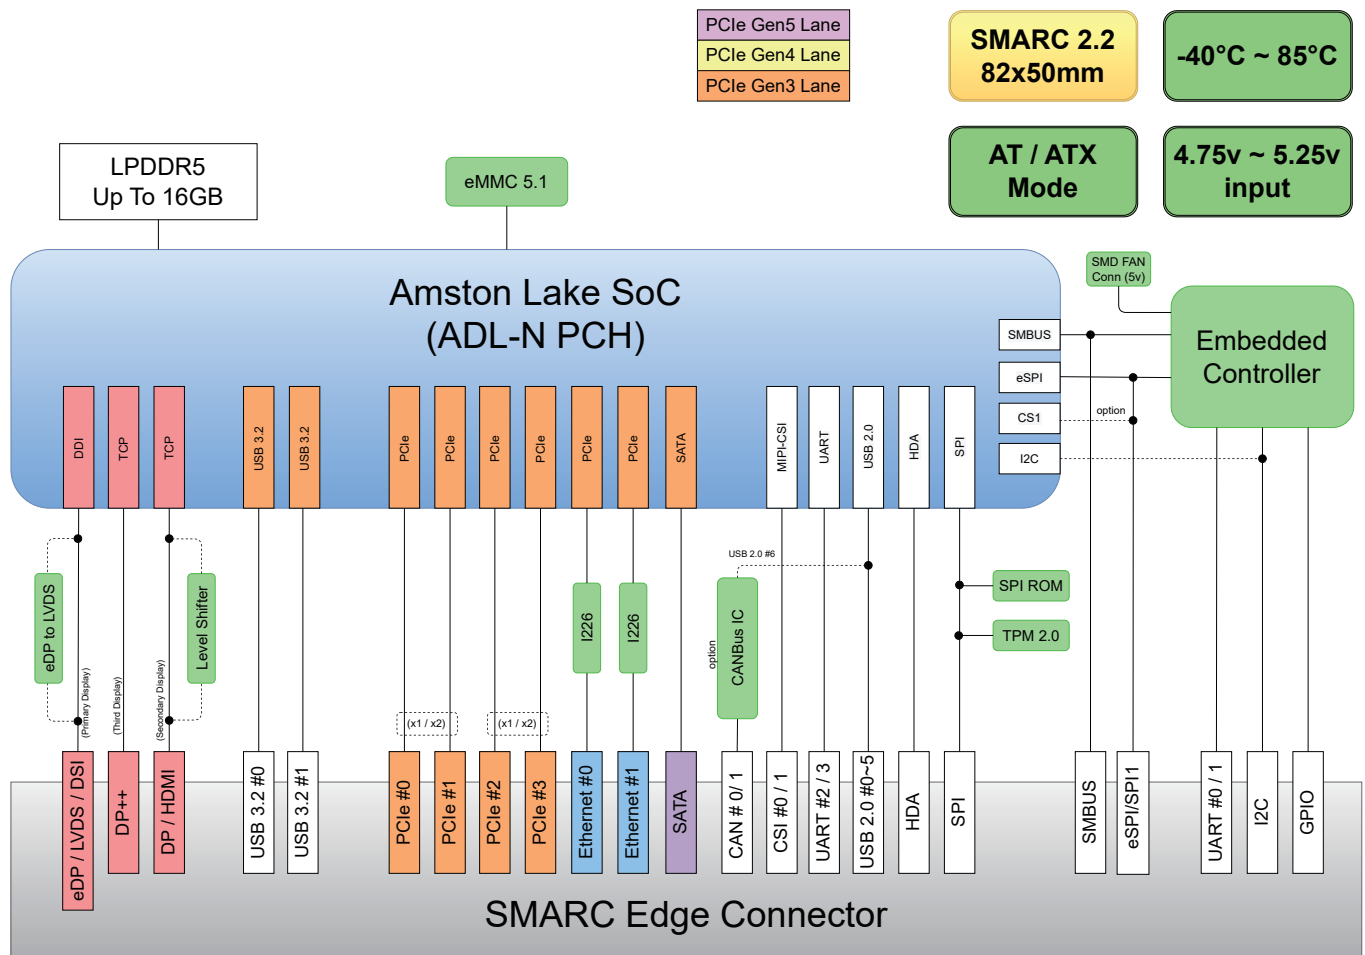 PCIe Gen5 Lane
PCIe Gen4 Lane
PCIe Gen3 Lane
SMARC 2.2
82x50mm
-40°C ~ 85°C
AT / ATX
Mode
4.75v ~ 5.25v
input
LPDDR5
Up To 16GB
eMMC 5.1
Amston Lake SoC
(ADL-N PCH)
SMD FAN
Conn (5v)
Embedded
Controller
SMBUS
eSPI
CS1
option
I2C
DDI
TCP
TCP
USB 3.2
USB 3.2
PCIe
PCIe
PCIe
PCIe
PCIe
PCIe
SATA
MIPI-CSI
UART
USB 2.0
HDA
SPI
eDP to LVDS
(Primary Display)
(Third Display)
(Secondary Display)
Level Shifter
(x1 / x2)
(x1 / x2)
I226
I226
USB 2.0 #6
option
CANBus IC
SPI ROM
TPM 2.0
eDP / LVDS / DSI
DP++
DP / HDMI
USB 3.2 #0
USB 3.2 #1
PCIe #0
PCIe #1
PCIe #2
PCIe #3
Ethernet #0
Ethernet #1
SATA
CAN # 0/ 1
CSI #0 / 1
UART #2 / 3
USB 2.0 #0~5
HDA
SPI
SMBUS
eSPI/SPI1
UART #0 / 1
I2C
GPIO
SMARC Edge Connector